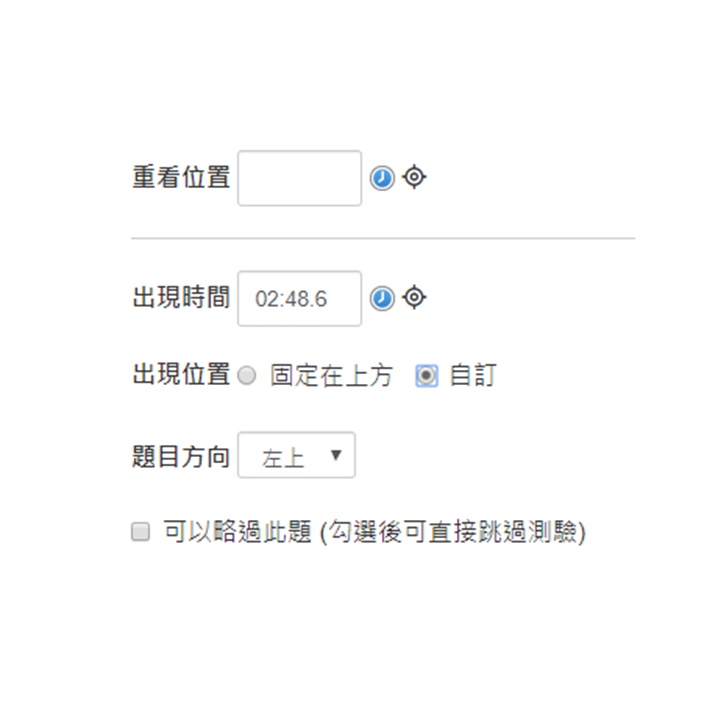 重看位置
出現時間 02:48.6
出現位置 固定在上方 自訂
題目方向 左上
可以略過此題 (勾選後可直接跳過測驗)